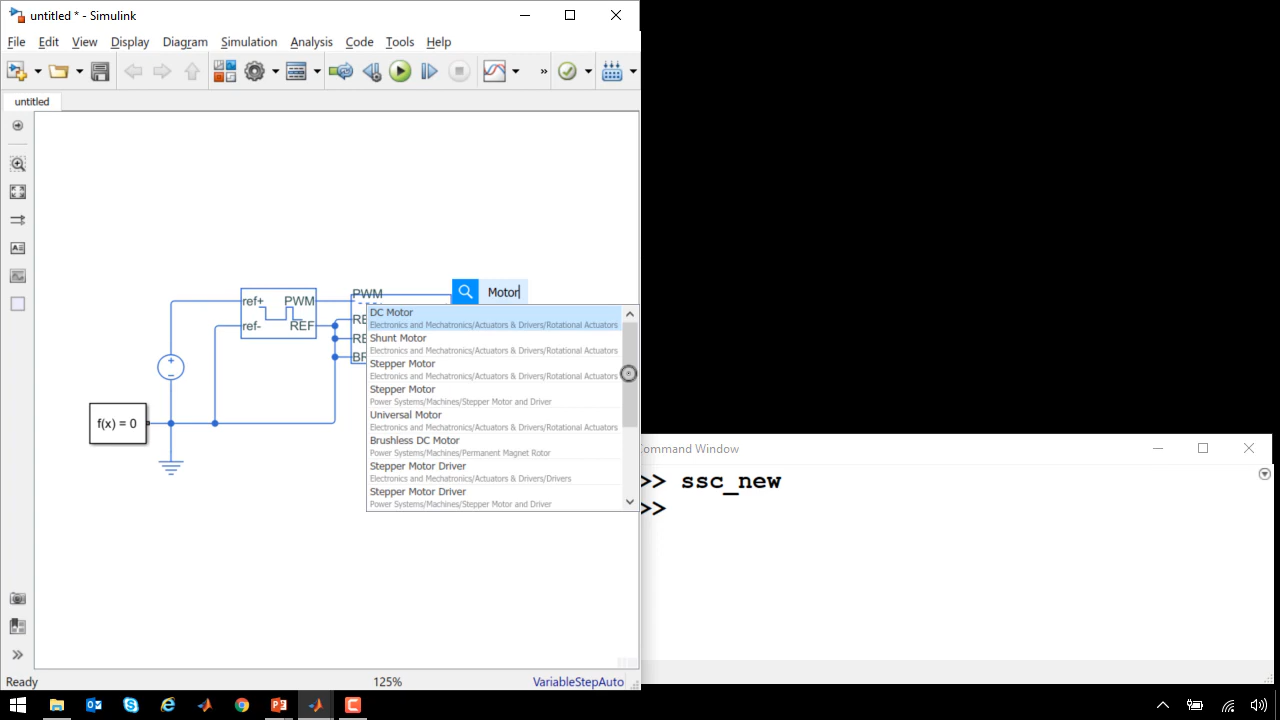 untitled * - Simulink
File Edit View Display Diagram Simulation Analysis Code Tools Help
»
untitled
PWM
Motor
ref+ PWM
DC Motor
Electronics and Mechatronics/Actuators & Drivers/Rotational Actuators
ref- REF
Shunt Motor
Electronics and Mechatronics/Actuators & Drivers/Rotational Actuators
Stepper Motor
Electronics and Mechatronics/Actuators & Drivers/Rotational Actuators
Stepper Motor
Power Systems/Machines/Stepper Motor and Driver
Universal Motor
Electronics and Mechatronics/Actuators & Drivers/Rotational Actuators
Brushless DC Motor
Power Systems/Machines/Permanent Magnet Rotor
Stepper Motor Driver
Electronics and Mechatronics/Actuators & Drivers/Drivers
Stepper Motor Driver
Power Systems/Machines/Stepper Motor and Driver
f(x) = 0
ommand Window
>> ssc_new
>>
Ready 125% VariableStepAuto